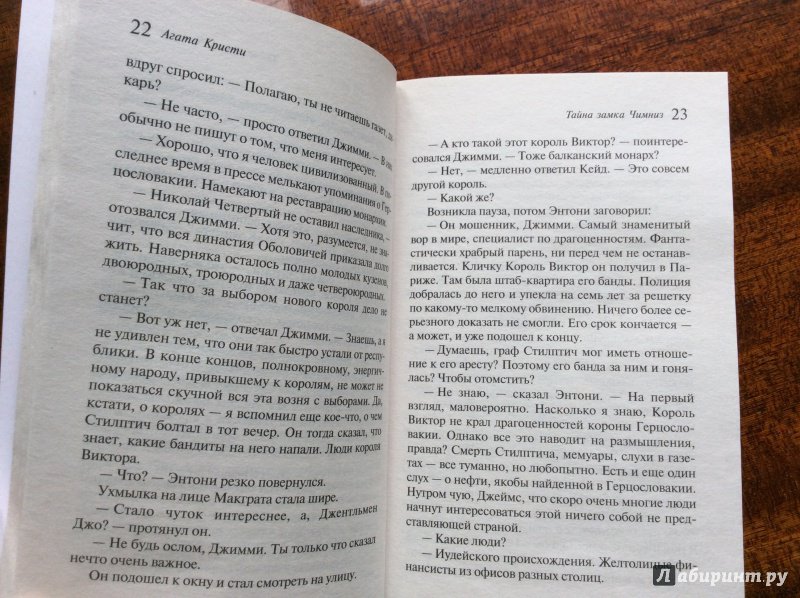 22 Агата Кристи
вдруг спросил: — Полагаю, ты не читаешь газет,
карь?
— Не часто, — просто ответил Джимми. — В
обычно не пишут о том, что меня интересует.
— Хорошо, что я человек цивилизованный. В
следнее время в прессе мелькают упоминания о Гер-
цословакии. Намекают на реставрацию монархии.
— Николай Четвертый не оставил наследника, —
отозвался Джимми. — Хотя это, разумеется, не зна-
чит, что вся династия Оболовичей приказала долго
жить. Наверняка осталось полно молодых кузенов,
двоюродных, троюродных и даже четвероюродных.
— Так что за выбором нового короля дело не
станет?
— Вот уж нет, — отвечал Джимми. — Знаешь, а я
не удивлен тем, что они так быстро устали от респу-
блики. В конце концов, полнокровному, энергич-
ному народу, привыкшему к королям, не может не
показаться скучной вся эта возня с выборами. Да,
кстати, о королях — я вспомнил еще кое-что, о чем
Стилптич болтал в тот вечер. Он тогда сказал, что
знает, какие бандиты на него напали. Люди короля
Виктора.
— Что? — Энтони резко повернулся.
Ухмылка на лице Макграта стала шире.
— Стало чуток интереснее, а, Джентльмен
Джо? — протянул он.
— Не будь ослом, Джимми. Ты только что сказал
нечто очень важное.
Он подошел к окну и стал смотреть на улицу.
Тайна замка Чимниз 23
— А кто такой этот король Виктор? — поинтере-
совался Джимми. — Тоже балканский монарх?
— Нет, — медленно ответил Кейд. — Это совсем
другой король.
— Какой же?
Возникла пауза, потом Энтони заговорил:
— Он мошенник, Джимми. Самый знаменитый
вор в мире, специалист по драгоценностям. Фантас-
тически храбрый парень, ни перед чем не останав-
ливается. Кличку Король Виктор он получил в Па-
риже. Там была штаб-квартира его банды. Полиция
добралась до него и упекла на семь лет за решетку
по какому-то мелкому обвинению. Ничего более се-
рьезного доказать не смогли. Его срок кончается —
а может, и уже подошел к концу.
— Думаешь, граф Стилптич мог иметь отношение
к его аресту? Поэтому его банда за ним и гоня-
лась? Чтобы отомстить?
— Не знаю, — сказал Энтони. — На первый
взгляд, маловероятно. Насколько я знаю, Король
Виктор не крал драгоценностей короны Герцосло-
вакии. Однако все это наводит на размышления,
правда? Смерть Стилптича, мемуары, слухи в газе-
тах — все туманно, но любопытно. Есть и еще один
слух — о нефти, якобы найденной в Герцословакии.
Нутром чую, Джеймс, что скоро очень многие люди
начнут интересоваться этой ничего собой не пред-
ставляющей страной.
— Какие люди?
— Иудейского происхождения. Желтолицые фи-
нансисты из офисов разных столиц.
Лабиринт.ру